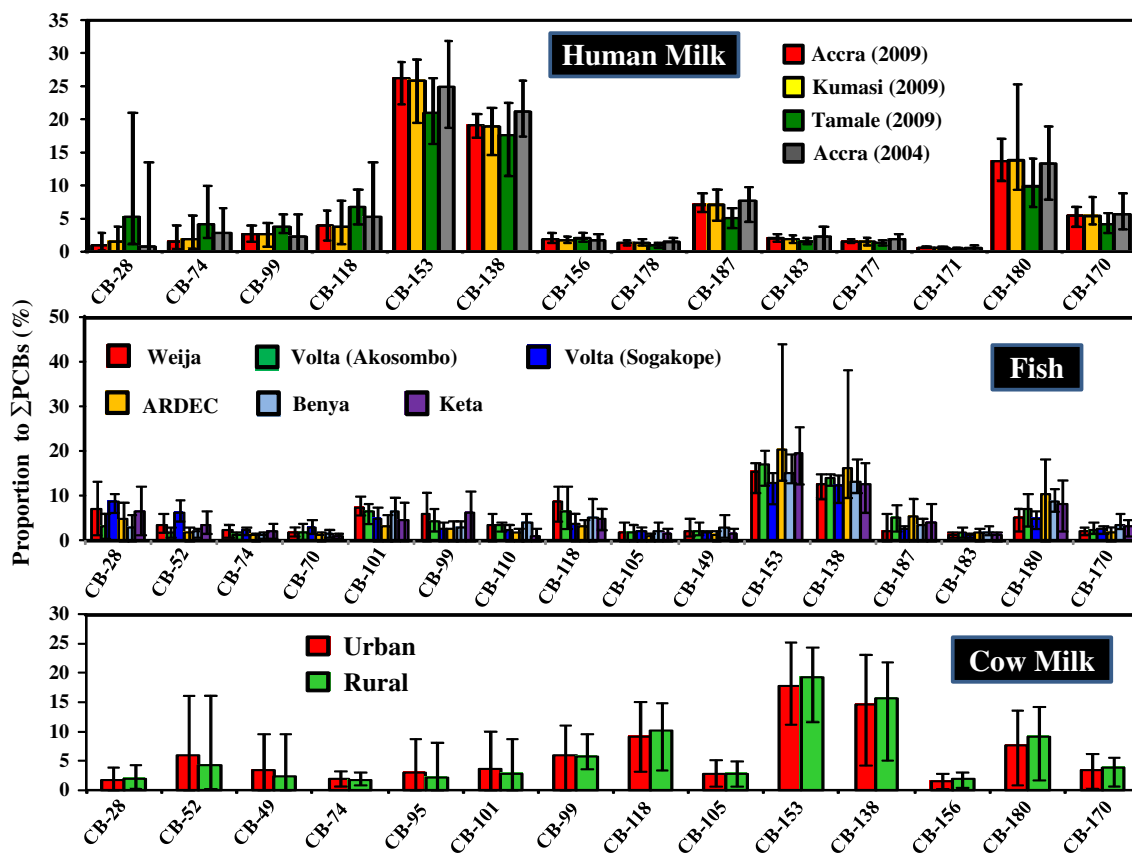 Proportion to ∑PCBs (%)
35
30
25
20
15
10
5
0
Human Milk
Accra (2009)
Kumasi (2009)
Tamale (2009)
Accra (2004)
CB-28 CB-74 CB-99 CB-118 CB-153 CB-138 CB-156 CB-178 CB-187 CB-183 CB-177 CB-171 CB-180 CB-170
50
40
30
20
10
0
Weija Volta (Akosombo) Volta (Sogakope)
ARDEC Benya Keta
Fish
CB-28 CB-52 CB-74 CB-70 CB-101 CB-99 CB-110 CB-118 CB-105 CB-149 CB-153 CB-138 CB-187 CB-183 CB-180 CB-170
30
25
20
15
10
5
0
Urban
Rural
Cow Milk
CB-28 CB-52 CB-49 CB-74 CB-95 CB-101 CB-99 CB-118 CB-105 CB-153 CB-138 CB-156 CB-180 CB-170